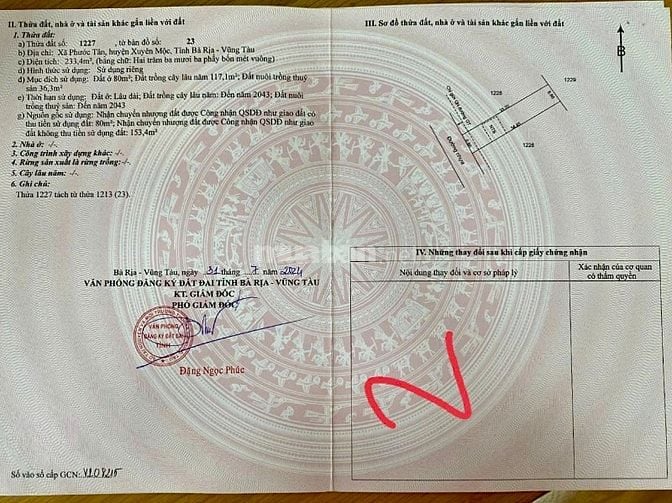 II. Thửa đất, nhà ở và tài sản khác gắn liền với đất
1. Thửa đất:
a) Thửa đất số: 1227 , tờ bản đồ số: 23
b) Địa chỉ: Xã Phước Tân, huyện Xuyên Mộc, Tỉnh Bà Rịa - Vũng Tàu
c) Diện tích: 233,4m², (bằng chữ: Hai trăm ba mươi ba phẩy bốn mét vuông)
d) Hình thức sử dụng: Sử dụng riêng
đ) Mục đích sử dụng: Đất ở 80m²; Đất trồng cây lâu năm 117,1m²; Đất nuôi trồng thuỷ
sản 36,3m²
e) Thời hạn sử dụng: Đất ở: Lâu dài; Đất trồng cây lâu năm: Đến năm 2043; Đất nuôi
trồng thuỷ sản: Đến năm 2043
g) Nguồn gốc sử dụng: Nhận chuyển nhượng đất được Công nhận QSDĐ như giao đất có
thu tiền sử dụng đất: 80m²; Nhận chuyển nhượng đất được Công nhận QSDĐ như giao
đất không thu tiền sử dụng đất: 153,4m²
2. Nhà ở: -/-
3. Công trình xây dựng khác: -/-
4. Rừng sản xuất là rừng trồng: -/-
5. Cây lâu năm: -/-
6. Ghi chú:
Thửa 1227 tách từ thửa 1213 (23).
Bà Rịa - Vũng Tàu, ngày 31 tháng 7 năm 2024
VĂN PHÒNG ĐĂNG KÝ ĐẤT ĐAI TỈNH BÀ RỊA - VŨNG TÀU
KT. GIÁM ĐỐC
PHÓ GIÁM ĐỐC
VĂN PHÒNG
ĐĂNG KÝ ĐẤT ĐAI
TỈNH
Đặng Ngọc Phúc
Số vào sổ cấp GCN:
III. Sơ đồ thửa đất, nhà ở và tài sản khác gắn liền với đất
B
1229
1228
1226
Đường nhựa
IV. Những thay đổi sau khi cấp giấy chứng nhận
Nội dung thay đổi và cơ sở pháp lý
Xác nhận của cơ quan
có thẩm quyền